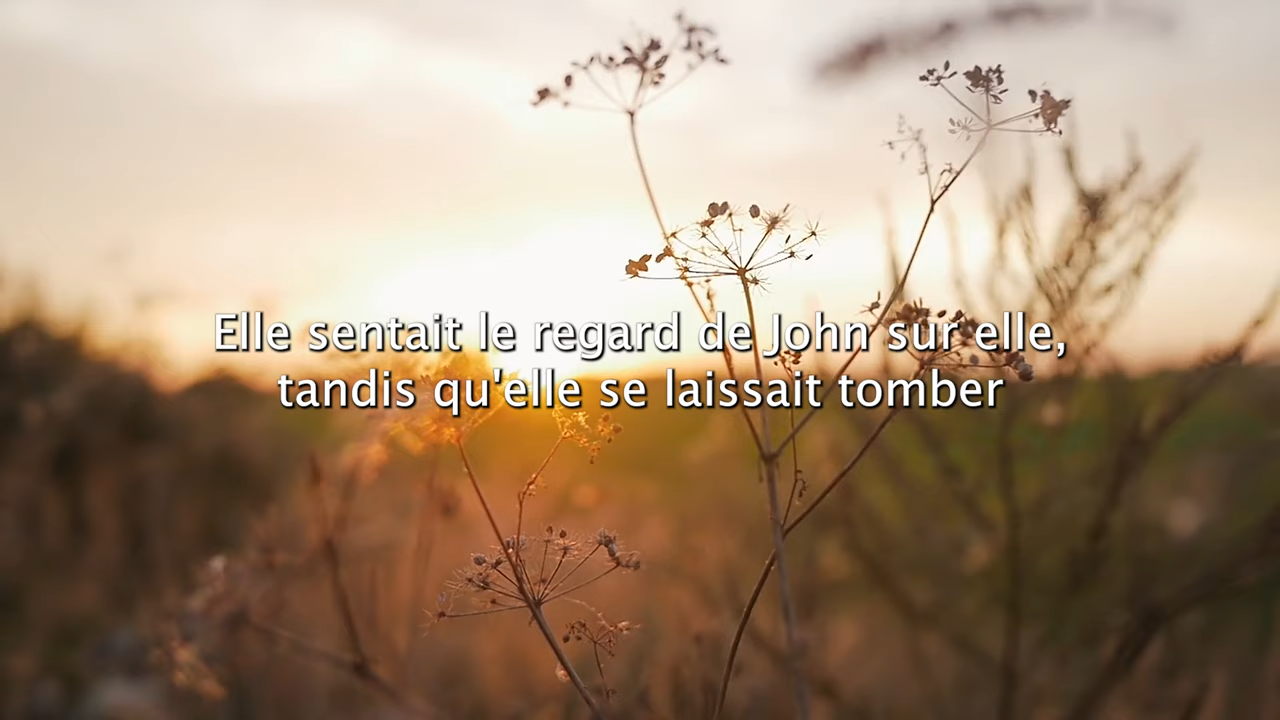 Elle sentait le regard de John sur elle,
tandis qu'elle se laissait tomber